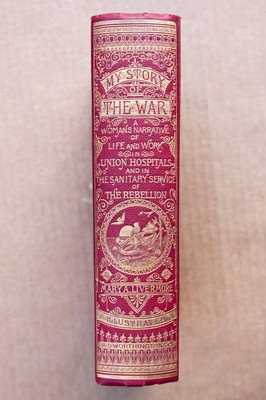 MY STORY
OF
THE WAR
A
WOMAN'S NARRATIVE
OF
LIFE AND WORK
IN
UNION HOSPITALS
AND IN
THE SANITARY SERVICE
OF
THE REBELLION
MARY A. LIVERMORE
ILLUSTRATED
A.D. WORTHINGTON & CO.